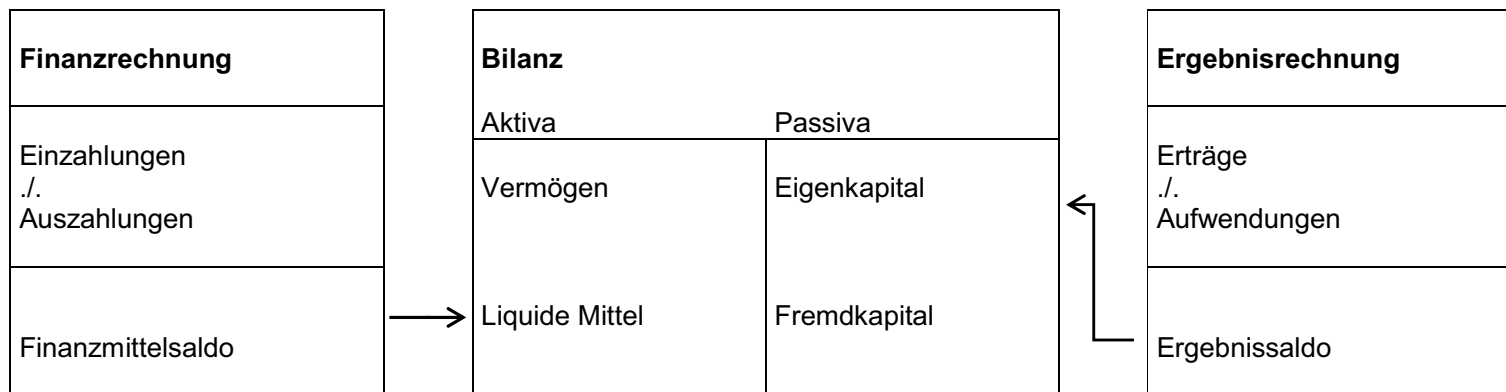 Finanzrechnung
Einzahlungen
./.
Auszahlungen
Finanzmittelsaldo
Bilanz
Aktiva Passiva
Vermögen Eigenkapital
Liquide Mittel Fremdkapital
Ergebnisrechnung
Erträge
./.
Aufwendungen
Ergebnissaldo